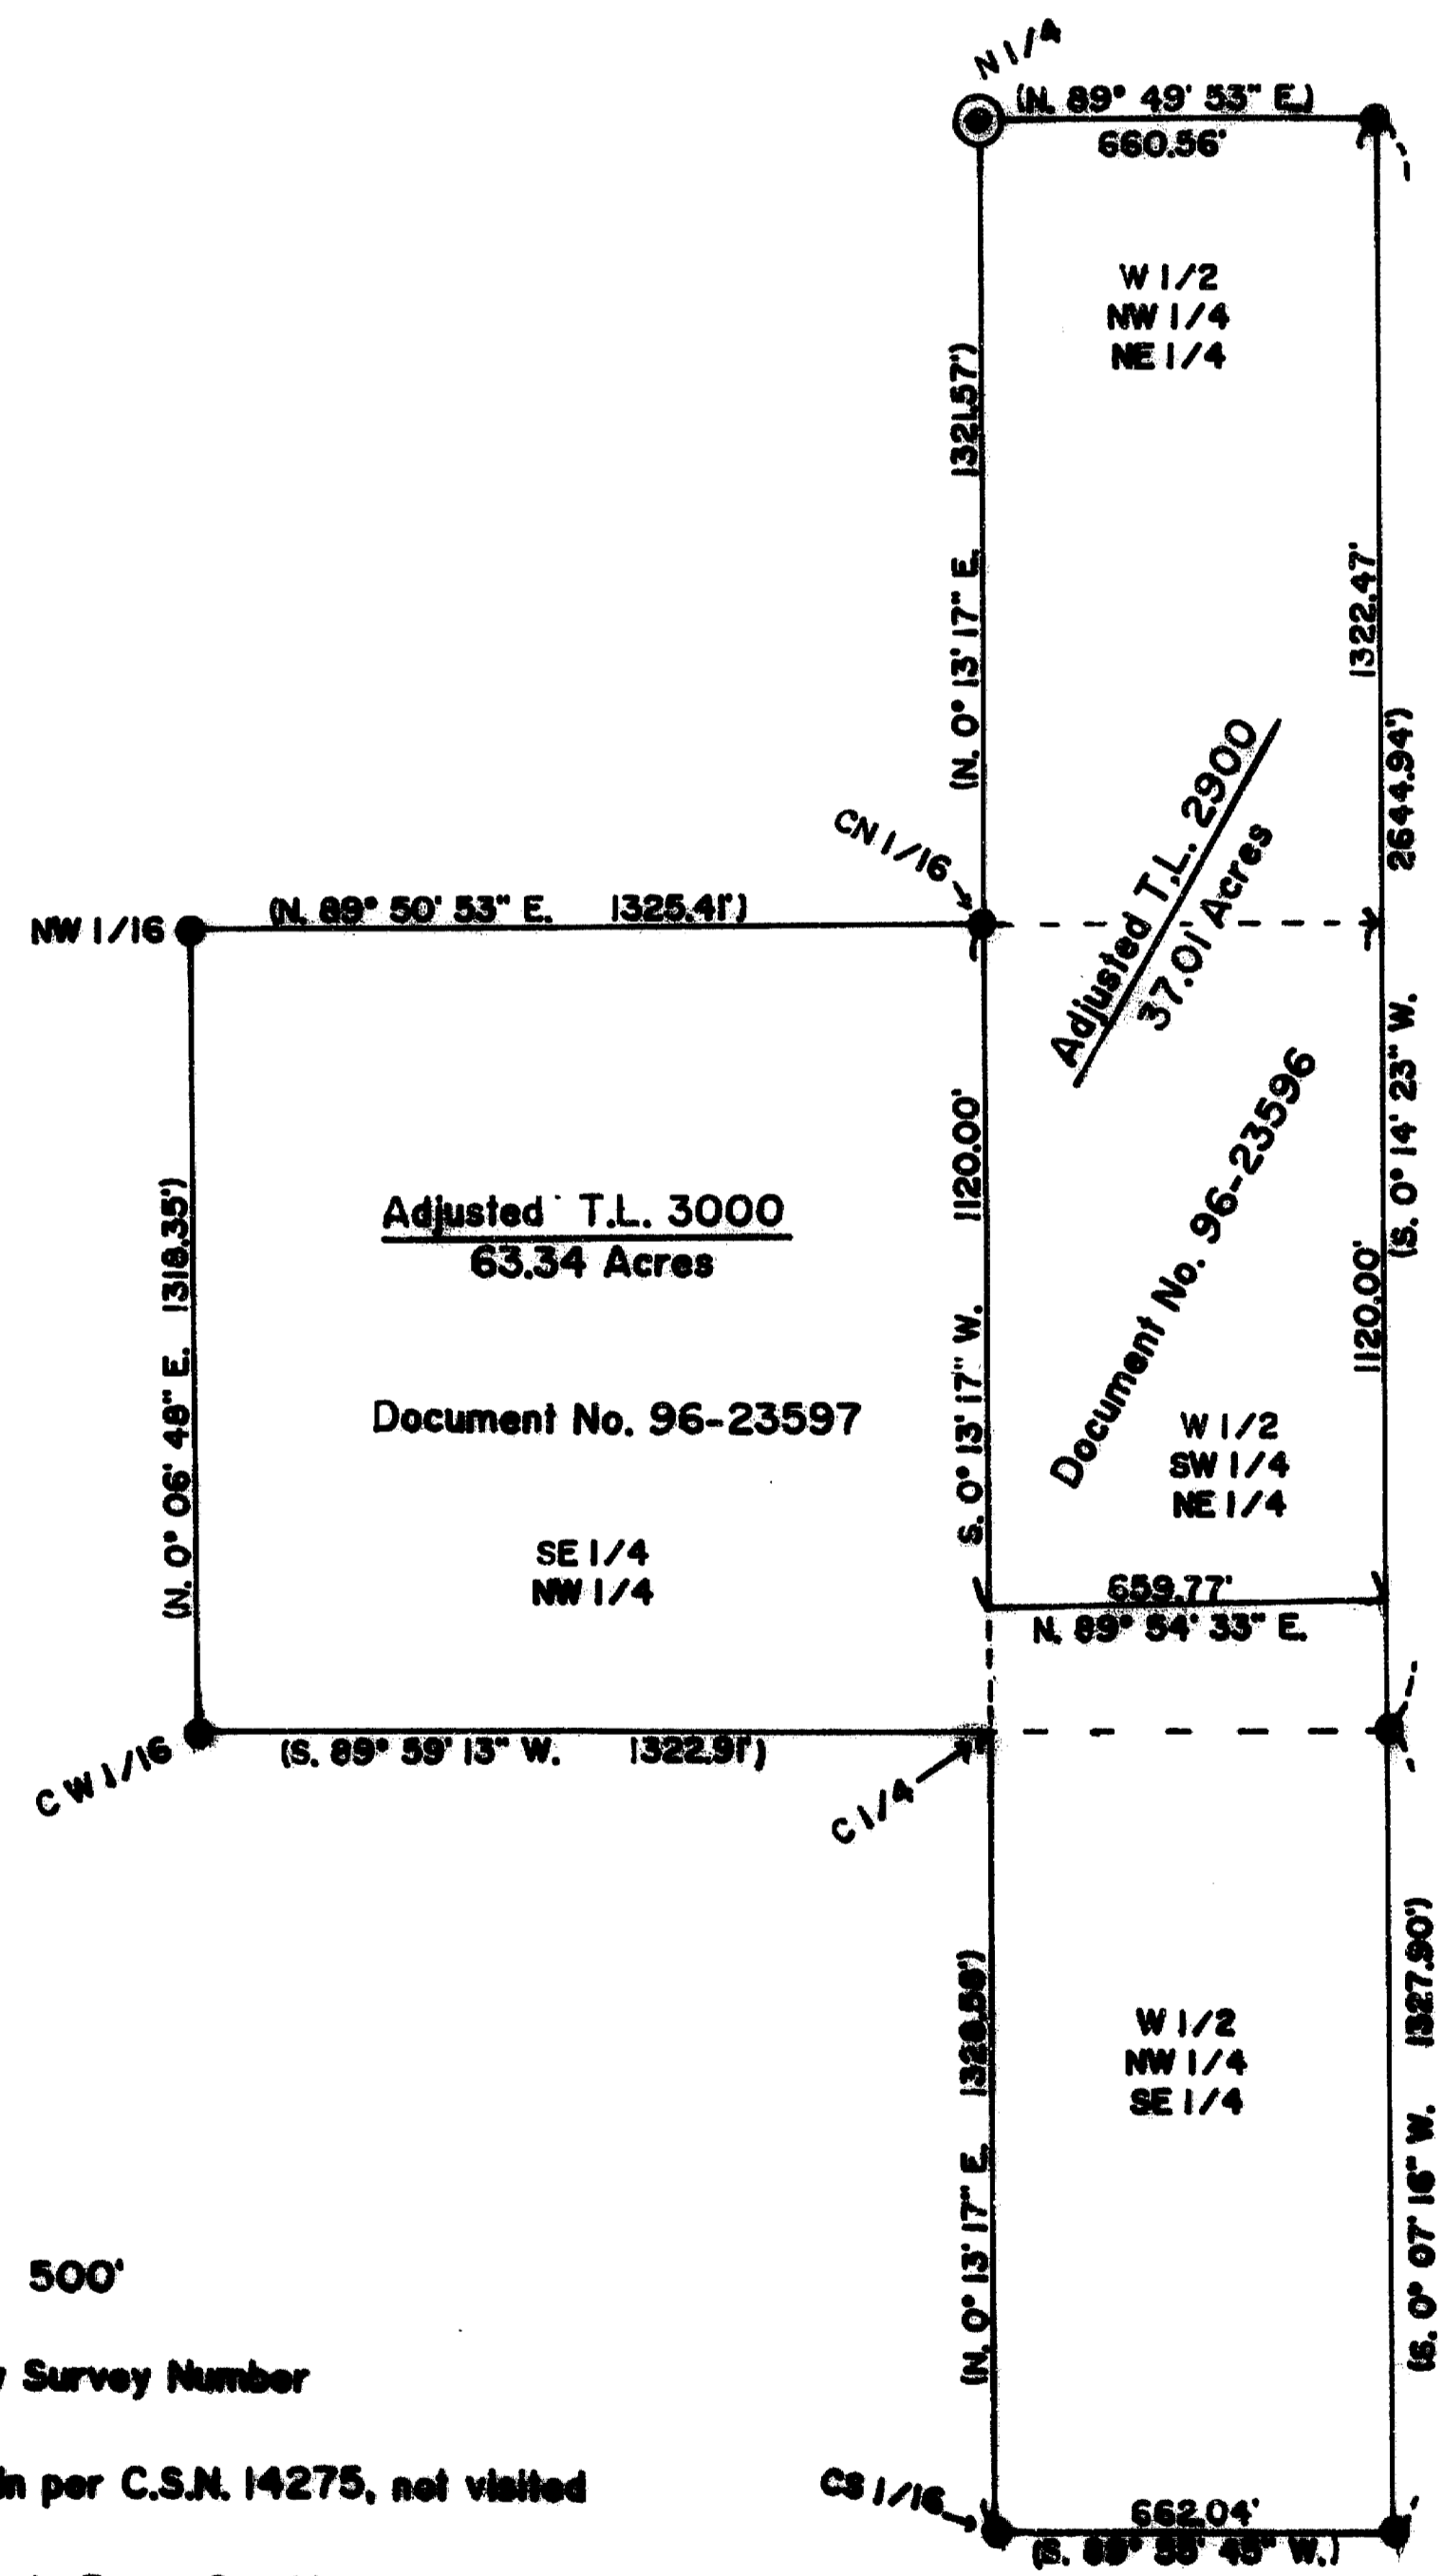 N 1/4
(N. 89° 49' 53" E.)
660.56'
W 1/2
NW 1/4
NE 1/4
(N. 0° 13' 17" E. 1321.57')
1322.47'
2644.94')
(S. 0° 14' 23" W.
CN 1/16
Adjusted T.L. 2900
37.01 Acres
Document No. 96-23596
NW 1/16
(N. 89° 50' 53" E. 1325.41')
1120.00'
S. 0° 13' 17" W.
1120.00'
(N. 0° 06' 48" E. 1318.35')
Adjusted T.L. 3000
63.34 Acres
Document No. 96-23597
SE 1/4
NW 1/4
W 1/2
SW 1/4
NE 1/4
659.77'
N. 89° 54' 33" E.
CW 1/16
(S. 89° 59' 13" W. 1322.91')
C 1/4
(N. 0° 13' 17" E.
W 1/2
NW 1/4
SE 1/4
(S. 0° 07' 16" W. 1327.90')
500'
Survey Number
in per C.S.N. 14275, not visited
CS 1/16
662.04'